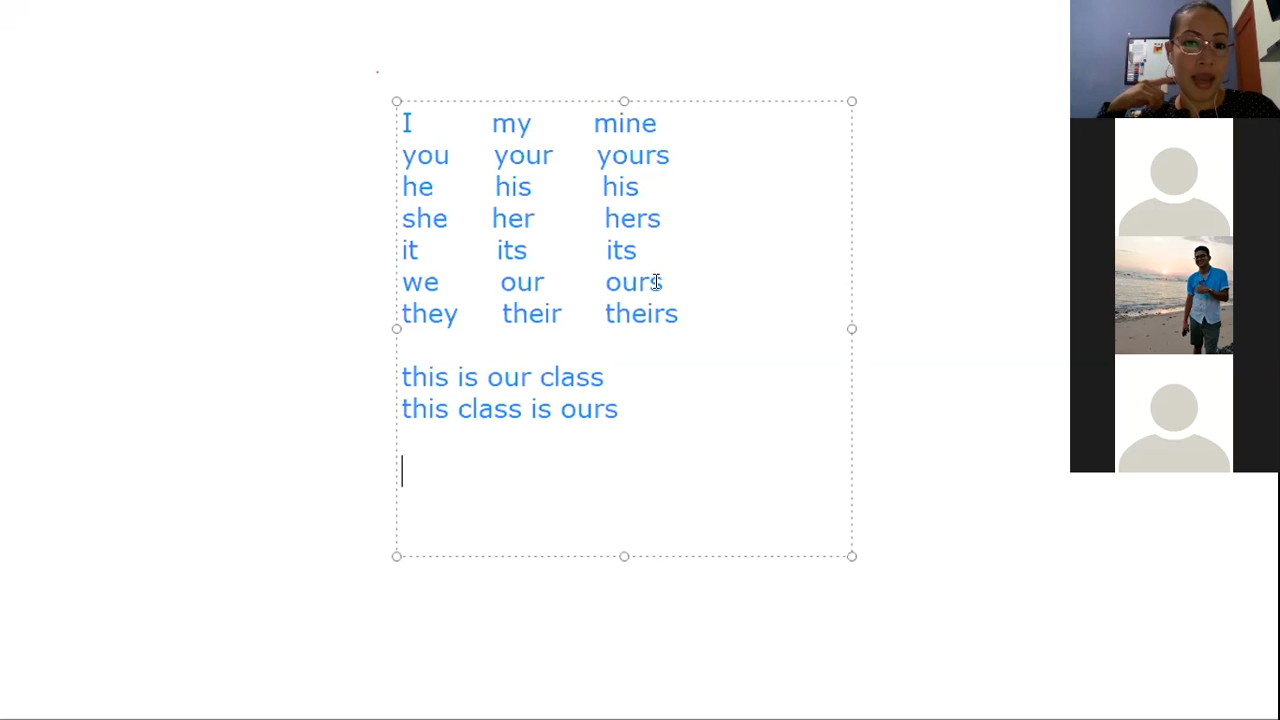 I my mine
you your yours
he his his
she her hers
it its its
we our ours
they their theirs
this is our class
this class is ours